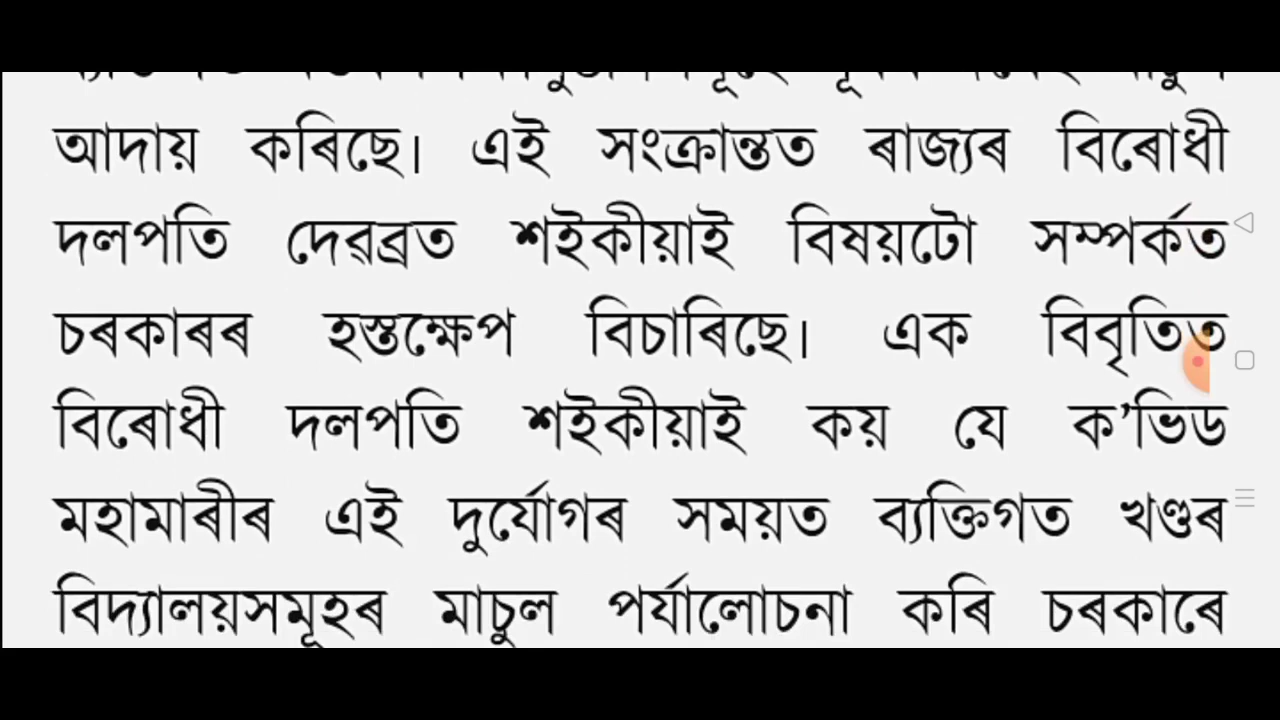 আদায় কৰিছে। এই সংক্ৰান্তত ৰাজ্যৰ বিৰোধী
দলপতি দেৱব্ৰত শইকীয়াই বিষয়টো সম্পৰ্কত
চৰকাৰৰ হস্তক্ষেপ বিচাৰিছে। এক বিবৃতিত
বিৰোধী দলপতি শইকীয়াই কয় যে ক'ভিড
মহামাৰীৰ এই দুৰ্যোগৰ সময়ত ব্যক্তিগত খণ্ডৰ
বিদ্যালয়সমূহৰ মাচুল পৰ্যালোচনা কৰি চৰকাৰে